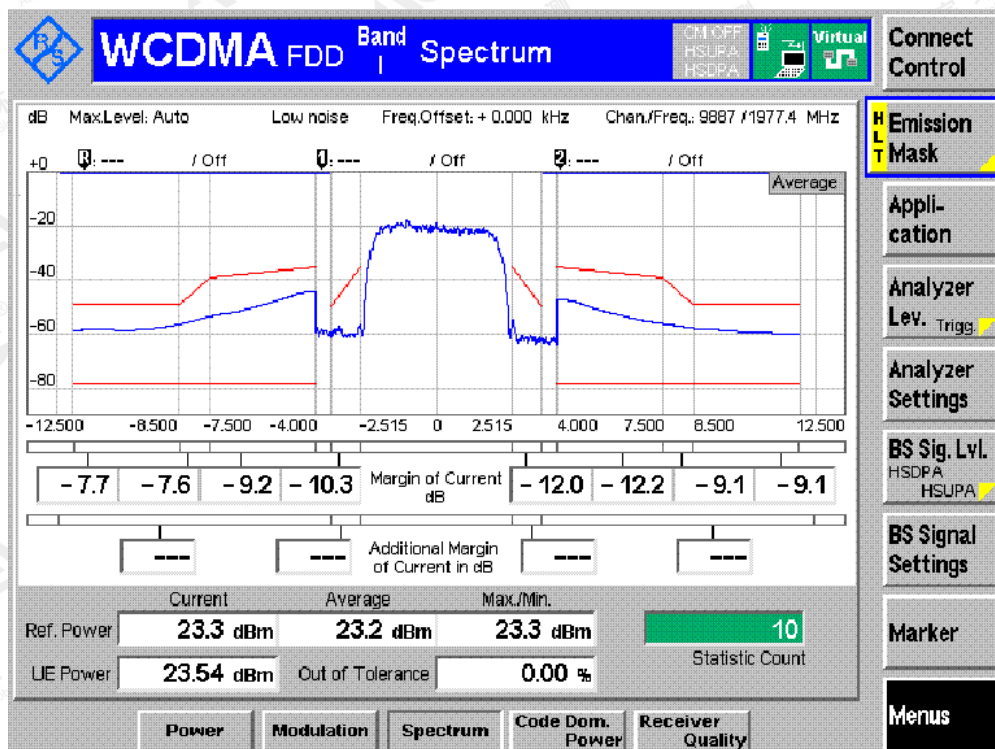 R&S
WCDMA FDD Band I Spectrum
CM OFF
HSUPA
HSDPA
Virtual
Connect
Control
dB Max.Level: Auto Low noise Freq.Offset: + 0.000 kHz Chan./Freq.: 9887 / 1977.4 MHz
HLT
Emission
Mask
R: --- / Off 1: --- / Off 2: --- / Off
Average
+0
-20
-40
-60
-80
-12.500 -8.500 -7.500 -4.000 -2.515 0 2.515 4.000 7.500 8.500 12.500
Appli-
cation
Analyzer
Lev. Trigg.
Analyzer
Settings
BS Sig. Lvl.
HSDPA
HSUPA
- 7.7 - 7.6 - 9.2 - 10.3 Margin of Current dB - 12.0 - 12.2 - 9.1 - 9.1
--- --- Additional Margin of Current in dB --- ---
BS Signal
Settings
Current Average Max./Min.
Ref. Power 23.3 dBm 23.2 dBm 23.3 dBm 10
Statistic Count
UE Power 23.54 dBm Out of Tolerance 0.00 %
Marker
Power Modulation Spectrum Code Dom. Power Receiver Quality
Menus